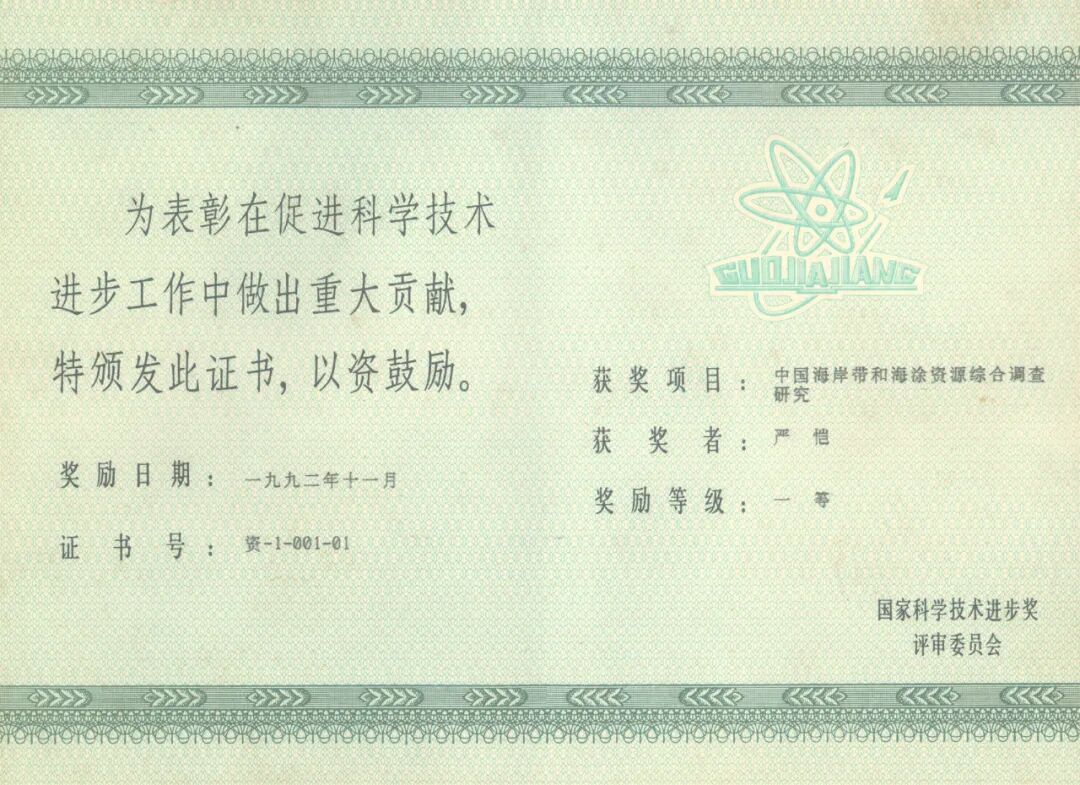 为表彰在促进科学技术
进步工作中做出重大贡献，
特颁发此证书，以资鼓励。
奖励日期：一九九二年十一月
证书号：资-1-001-01
GUOJIAJIANG
获奖项目：中国海岸带和海涂资源综合调查
研究
获奖者：严恺
奖励等级：一等
国家科学技术进步奖
评审委员会